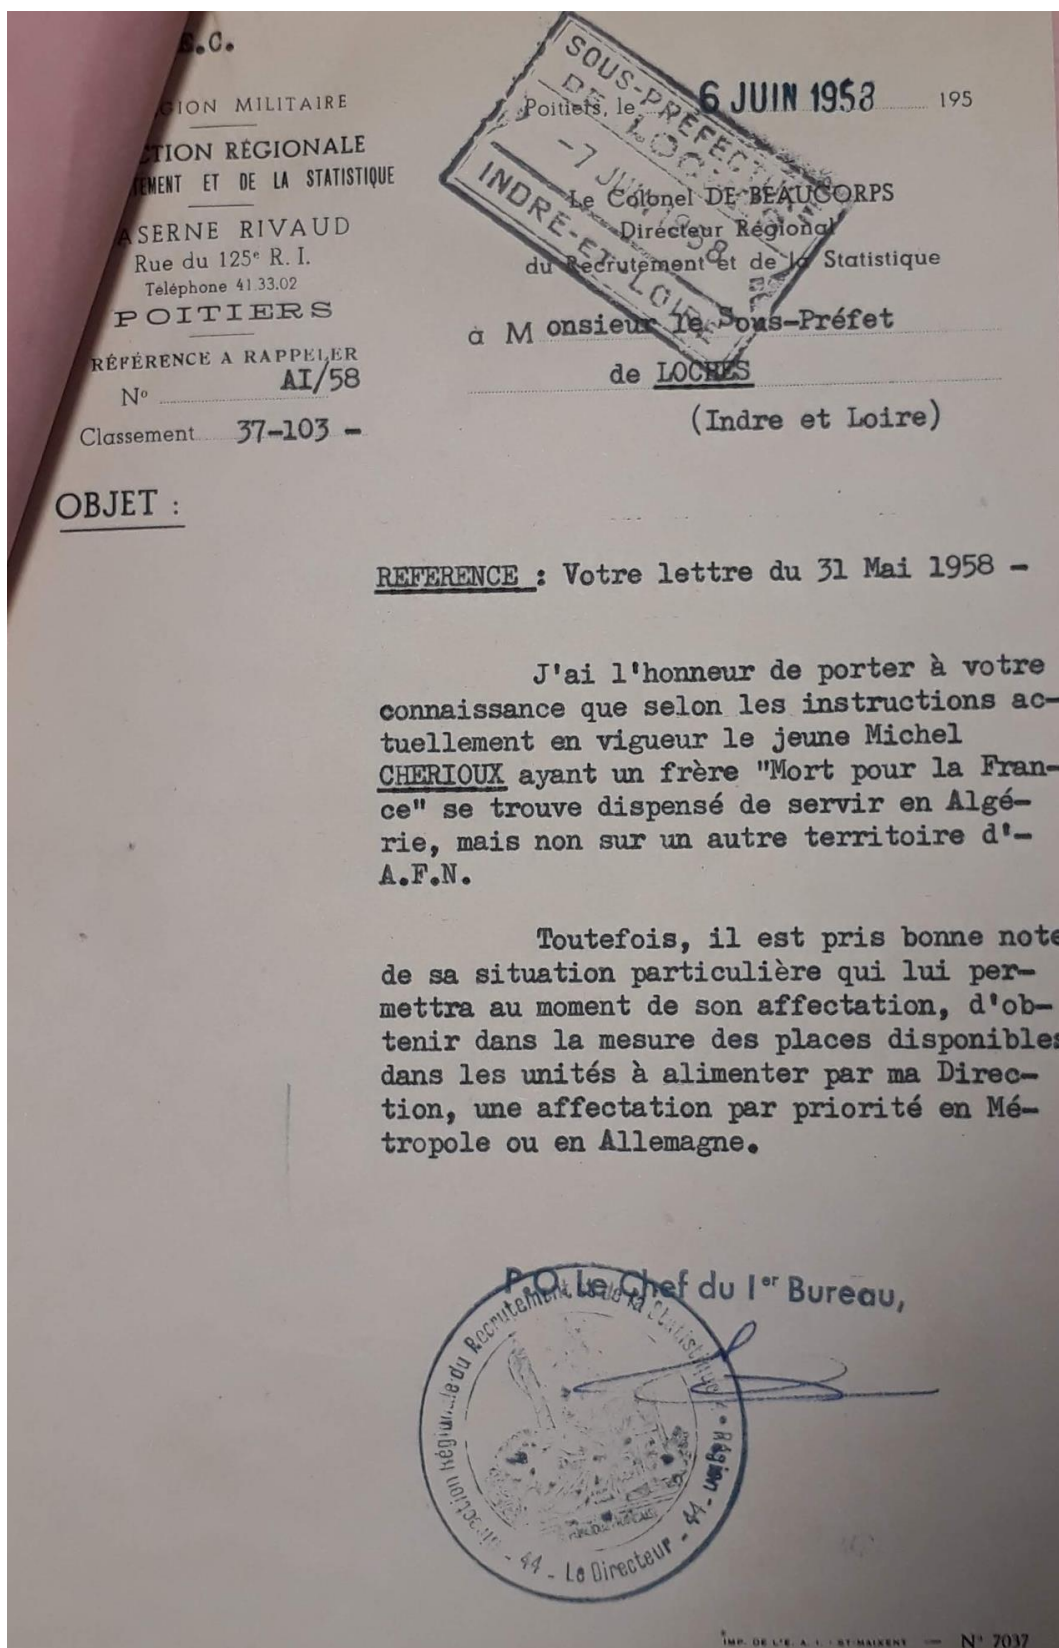 E.C.
GION MILITAIRE
CTION RÉGIONALE
TEMENT ET DE LA STATISTIQUE
ASERNE RIVAUD
Rue du 125e R. I.
Téléphone 41.33.02
POITIERS
RÉFÉRENCE A RAPPELER
No AI/58
Classement 37-103 -
SOUS-PRÉFECTURE
DE LOCHES
-7 JUIN 1958
INDRE-ET-LOIRE
Poitiers, le 6 JUIN 1958 195
Le Colonel DE BEAUCORPS
Directeur Régional
du Recrutement et de la Statistique
à Monsieur le Sous-Préfet
de LOCHES
(Indre et Loire)
OBJET :
REFERENCE : Votre lettre du 31 Mai 1958 -
J'ai l'honneur de porter à votre
connaissance que selon les instructions ac-
tuellement en vigueur le jeune Michel
CHERIOUX ayant un frère "Mort pour la Fran-
ce" se trouve dispensé de servir en Algé-
rie, mais non sur un autre territoire d'-
A.F.N.
Toutefois, il est pris bonne note
de sa situation particulière qui lui per-
mettra au moment de son affectation, d'ob-
tenir dans la mesure des places disponibles
dans les unités à alimenter par ma Direc-
tion, une affectation par priorité en Mé-
tropole ou en Allemagne.
P.O. Le Chef du 1er Bureau,
Direction Régionale du Recrutement et de la Statistique
Région - 44 - Le Directeur - 44 -
IMP. DE L'E. A. I. ST-MAIXENT — No 7037